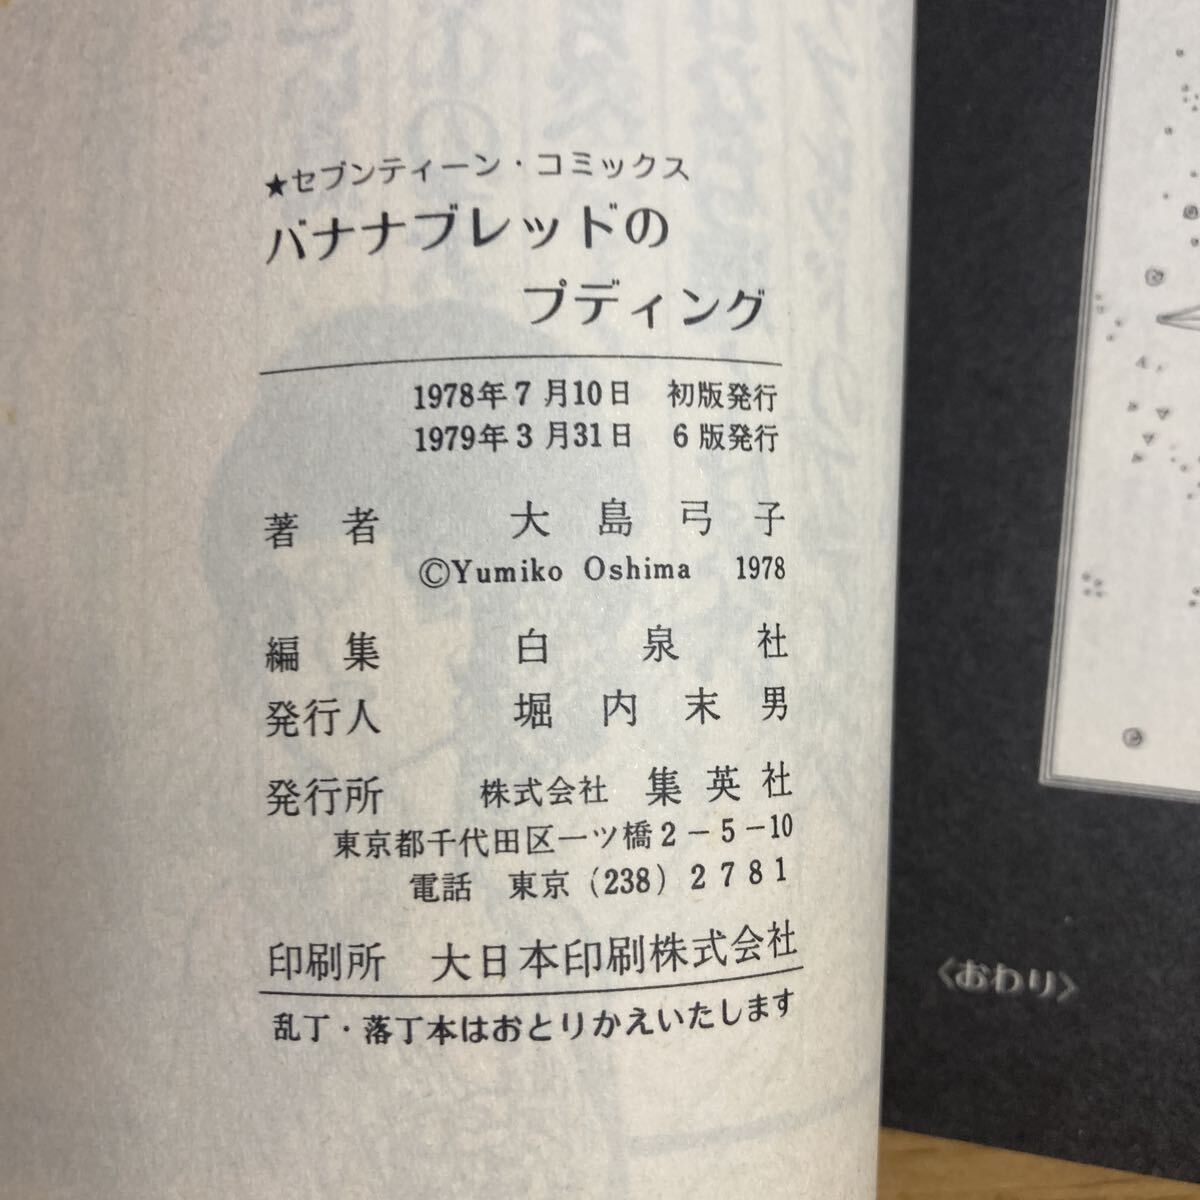 ★セブンティーン・コミックス
バナナブレッドの
プディング
1978年7月10日 初版発行
1979年3月31日 6版発行
著者 大島弓子
©Yumiko Oshima 1978
編集 白泉社
発行人 堀内末男
発行所 株式会社 集英社
東京都千代田区一ツ橋2－5－10
電話 東京(238)2781
印刷所 大日本印刷株式会社
乱丁・落丁本はおとりかえいたします
〈おわり〉